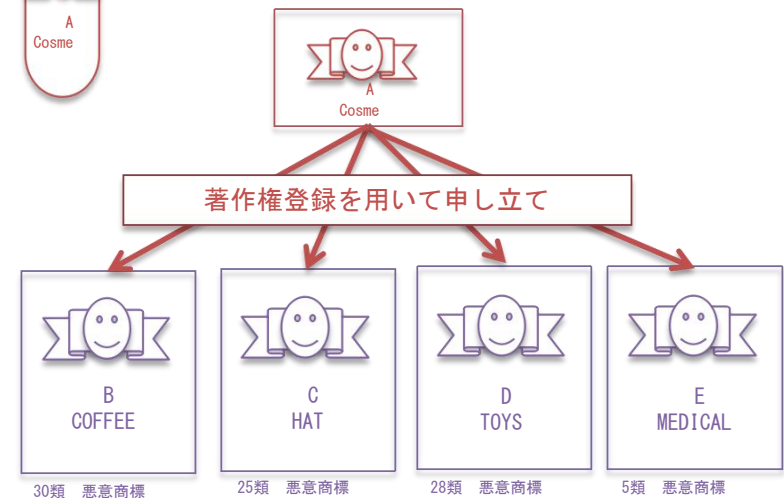 A
Cosme
A
Cosme
著作権登録を用いて申し立て
B
COFFEE
C
HAT
D
TOYS
E
MEDICAL
30類 悪意商標
25類 悪意商標
28類 悪意商標
5類 悪意商標